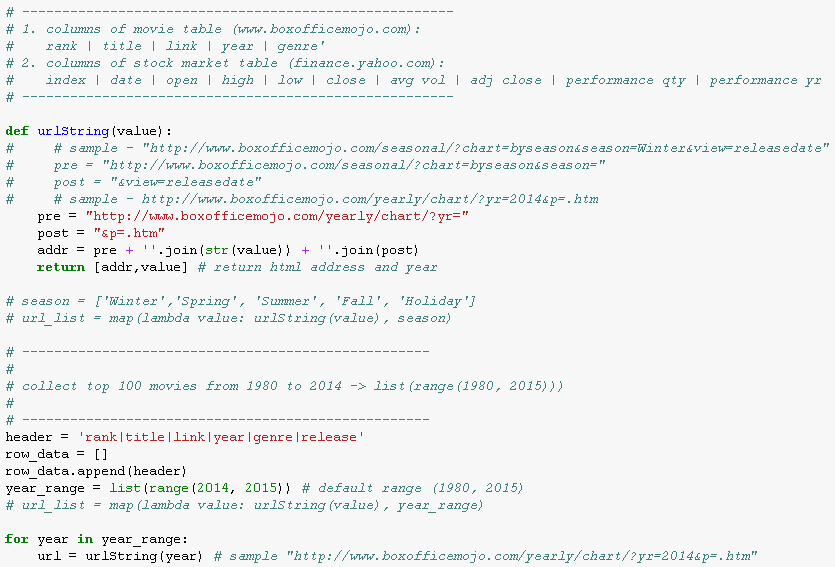 # ------------------------------------------------------
# 1. columns of movie table (www.boxofficemojo.com):
#    rank | title | link | year | genre'
# 2. columns of stock market table (finance.yahoo.com):
#    index | date | open | high | low | close | avg vol | adj close | performance qty | performance yr
# ------------------------------------------------------

def urlString(value):
#     # sample - "http://www.boxofficemojo.com/seasonal/?chart=byseason&season=Winter&view=releasedate"
#     pre = "http://www.boxofficemojo.com/seasonal/?chart=byseason&season="
#     post = "&view=releasedate"
#     # sample - http://www.boxofficemojo.com/yearly/chart/?yr=2014&p=.htm
    pre = "http://www.boxofficemojo.com/yearly/chart/?yr="
    post = "&p=.htm"
    addr = pre + ''.join(str(value)) + ''.join(post)
    return [addr,value] # return html address and year

# season = ['Winter','Spring', 'Summer', 'Fall', 'Holiday']
# url_list = map(lambda value: urlString(value), season)

# ---------------------------------------------------
#
# collect top 100 movies from 1980 to 2014 -> list(range(1980, 2015)))
#
# ---------------------------------------------------
header = 'rank|title|link|year|genre|release'
row_data = []
row_data.append(header)
year_range = list(range(2014, 2015)) # default range (1980, 2015)
# url_list = map(lambda value: urlString(value), year_range)

for year in year_range:
    url = urlString(year) # sample "http://www.boxofficemojo.com/yearly/chart/?yr=2014&p=.htm"